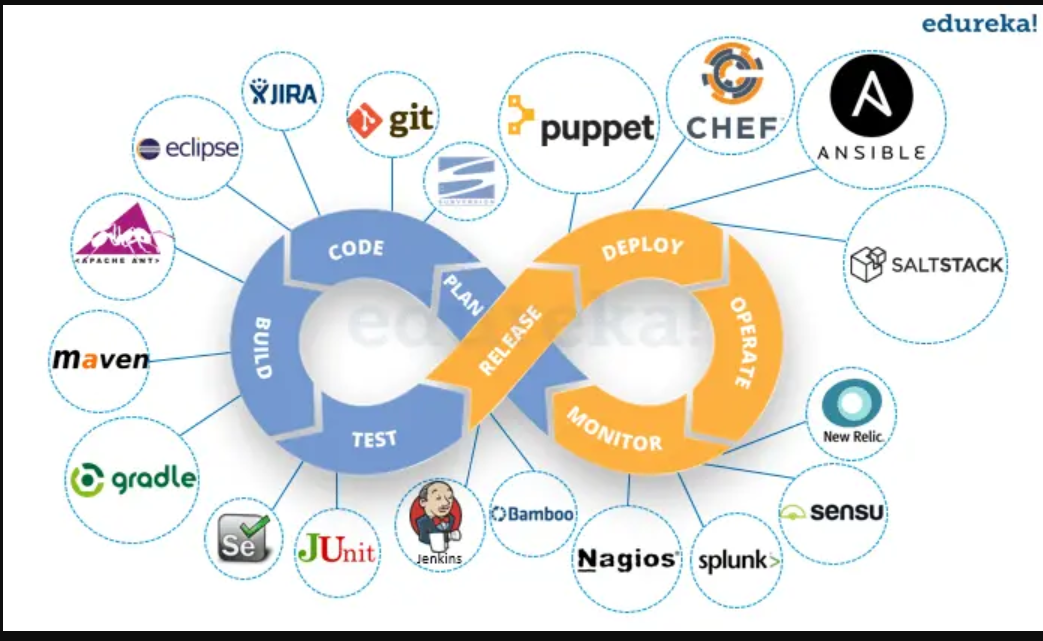 edureka!
JIRA
git
puppet
CHEF
ANSIBLE
eclipse
SUBVERSION
APACHE ANT
SALTSTACK
CODE
PLAN
DEPLOY
RELEASE
edureka!
BUILD
OPERATE
maven
TEST
MONITOR
New Relic.
gradle
Se
JUnit
Jenkins
Bamboo
Nagios®
splunk>
sensu